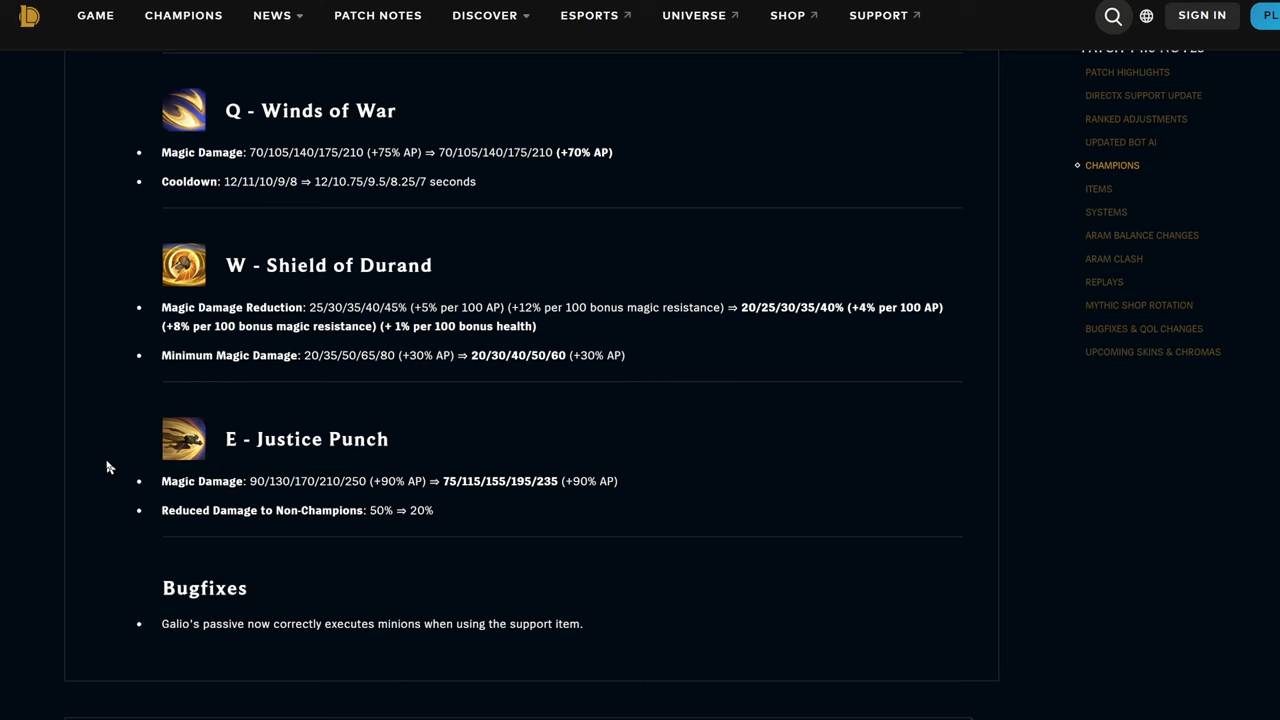 GAME CHAMPIONS NEWS PATCH NOTES DISCOVER ESPORTS UNIVERSE SHOP SUPPORT SIGN IN PL
Q - Winds of War
Magic Damage: 70/105/140/175/210 (+75% AP) ⇒ 70/105/140/175/210 (+70% AP)
Cooldown: 12/11/10/9/8 ⇒ 12/10.75/9.5/8.25/7 seconds
W - Shield of Durand
Magic Damage Reduction: 25/30/35/40/45% (+5% per 100 AP) (+12% per 100 bonus magic resistance) ⇒ 20/25/30/35/40% (+4% per 100 AP)
(+8% per 100 bonus magic resistance) (+ 1% per 100 bonus health)
Minimum Magic Damage: 20/35/50/65/80 (+30% AP) ⇒ 20/30/40/50/60 (+30% AP)
E - Justice Punch
Magic Damage: 90/130/170/210/250 (+90% AP) ⇒ 75/115/155/195/235 (+90% AP)
Reduced Damage to Non-Champions: 50% ⇒ 20%
Bugfixes
Galio's passive now correctly executes minions when using the support item.
PATCH HIGHLIGHTS
DIRECTX SUPPORT UPDATE
RANKED ADJUSTMENTS
UPDATED BOT AI
CHAMPIONS
ITEMS
SYSTEMS
ARAM BALANCE CHANGES
ARAM CLASH
REPLAYS
MYTHIC SHOP ROTATION
BUGFIXES & QOL CHANGES
UPCOMING SKINS & CHROMAS